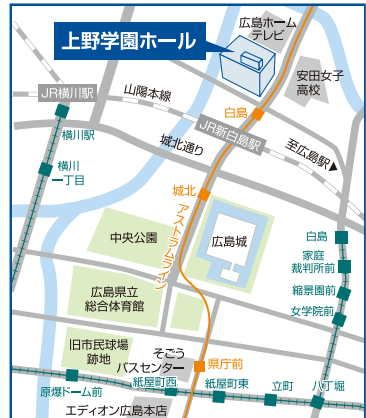 広島ホーム
テレビ
上野学園ホール
安田女子
高校
JR横川駅
山陽本線
白島
横川駅
JR新白島駅
城北通り
至広島駅▶
横川
一丁目
城北
アストラムライン
中央公園
広島城
白島
家庭
裁判所前
広島県立
総合体育館
縮景園前
女学院前
旧市民球場
跡地
そごう
バスセンター
県庁前
原爆ドーム前
紙屋町西
紙屋町東
立町
八丁堀
エディオン広島本店